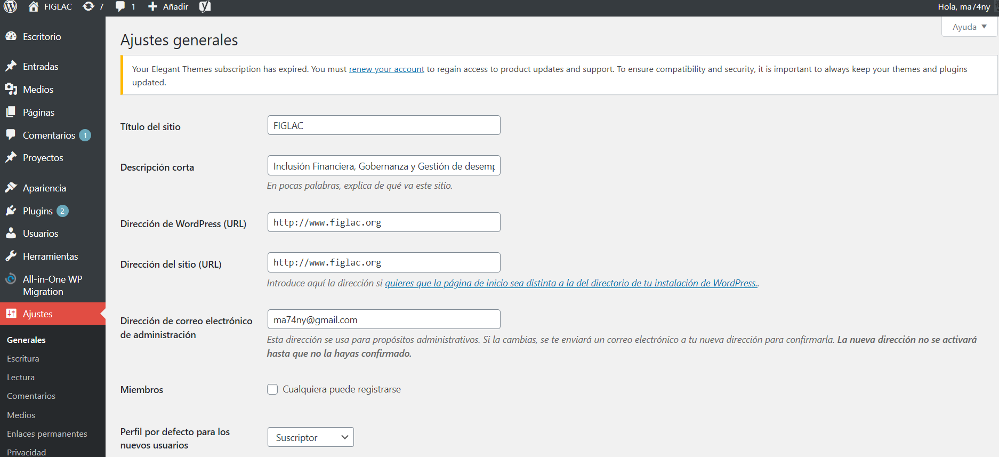 FIGLAC 7 1 Añadir Hola, ma74ny
Ayuda
Escritorio
Entradas
Medios
Páginas
Comentarios 1
Proyectos
Apariencia
Plugins 2
Usuarios
Herramientas
All-in-One WP
Migration
Ajustes
Generales
Escritura
Lectura
Comentarios
Medios
Enlaces permanentes
Privacidad
Ajustes generales
Your Elegant Themes subscription has expired. You must renew your account to regain access to product updates and support. To ensure compatibility and security, it is important to always keep your themes and plugins
updated.
Título del sitio
FIGLAC
Descripción corta
Inclusión Financiera, Gobernanza y Gestión de desemp
En pocas palabras, explica de qué va este sitio.
Dirección de WordPress (URL)
http://www.figlac.org
Dirección del sitio (URL)
http://www.figlac.org
Introduce aquí la dirección si quieres que la página de inicio sea distinta a la del directorio de tu instalación de WordPress..
Dirección de correo electrónico
de administración
ma74ny@gmail.com
Esta dirección se usa para propósitos administrativos. Si la cambias, se te enviará un correo electrónico a tu nueva dirección para confirmarla. La nueva dirección no se activará
hasta que no la hayas confirmado.
Miembros
Cualquiera puede registrarse
Perfil por defecto para los
nuevos usuarios
Suscriptor